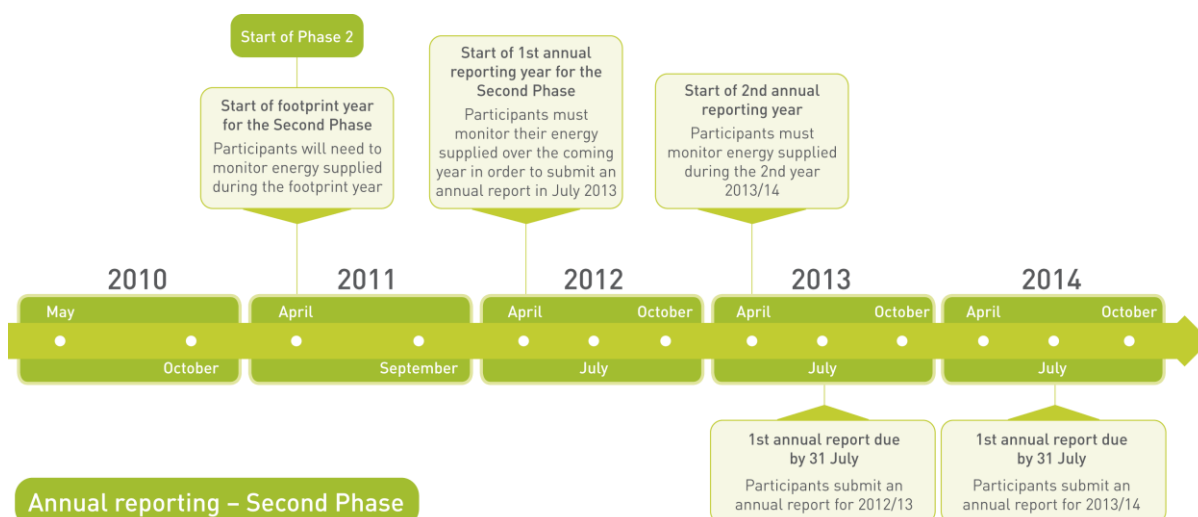 Start of Phase 2
Start of footprint year
for the Second Phase
Participants will need to
monitor energy supplied
during the footprint year
Start of 1st annual
reporting year for the
Second Phase
Participants must
monitor their energy
supplied over the coming
year in order to submit an
annual report in July 2013
Start of 2nd annual
reporting year
Participants must
monitor energy supplied
during the 2nd year
2013/14
2010
2011
2012
2013
2014
May
October
April
September
April
July
October
April
July
October
April
July
October
1st annual report due
by 31 July
Participants submit an
annual report for 2012/13
1st annual report due
by 31 July
Participants submit an
annual report for 2013/14
Annual reporting – Second Phase